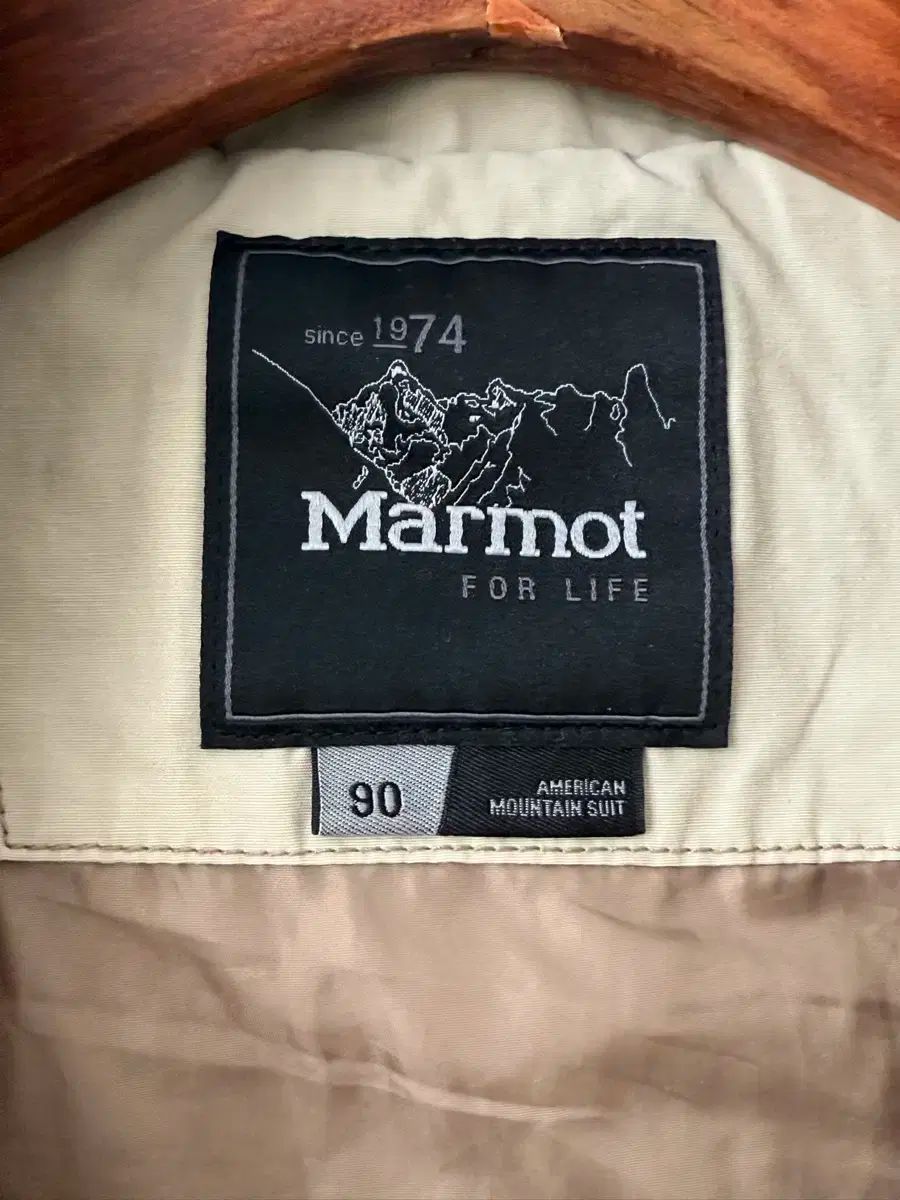 since 1974
Marmot
FOR LIFE
90
AMERICAN
MOUNTAIN SUIT